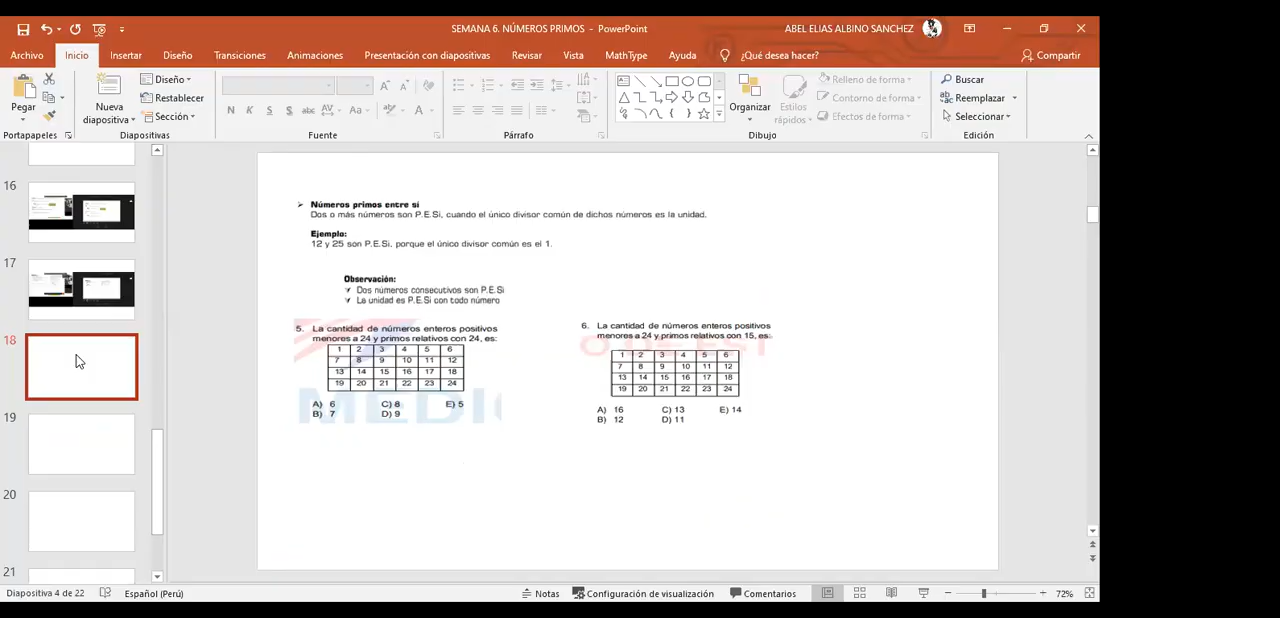 SEMANA 6. NÚMEROS PRIMOS - PowerPoint
ABEL ELIAS ALBINO SANCHEZ
Archivo Inicio Insertar Diseño Transiciones Animaciones Presentación con diapositivas Revisar Vista MathType Ayuda ¿Qué desea hacer? Compartir
Pegar
Nueva diapositiva
Diseño
Restablecer
Sección
N K S S abc AV Aa A
Organizar
Estilos rápidos
Relleno de forma
Contorno de forma
Efectos de forma
Buscar
Reemplazar
Seleccionar
Portapapeles Diapositivas Fuente Párrafo Dibujo Edición
16
17
18
19
20
21
Números primos entre sí
Dos o más números son P.E.Si, cuando el único divisor común de dichos números es la unidad.
Ejemplo:
12 y 25 son P.E.Si, porque el único divisor común es el 1.
Observación:
Dos números consecutivos son P.E.Si
La unidad es P.E.Si con todo número
5. La cantidad de números enteros positivos
menores a 24 y primos relativos con 24, es:
1 2 3 4 5 6
7 8 9 10 11 12
13 14 15 16 17 18
19 20 21 22 23 24
A) 6 C) 8 E) 5
B) 7 D) 9
6. La cantidad de números enteros positivos
menores a 24 y primos relativos con 15, es:
1 2 3 4 5 6
7 8 9 10 11 12
13 14 15 16 17 18
19 20 21 22 23 24
A) 16 C) 13 E) 14
B) 12 D) 11
Diapositiva 4 de 22 Español (Perú) Notas Configuración de visualización Comentarios 72%